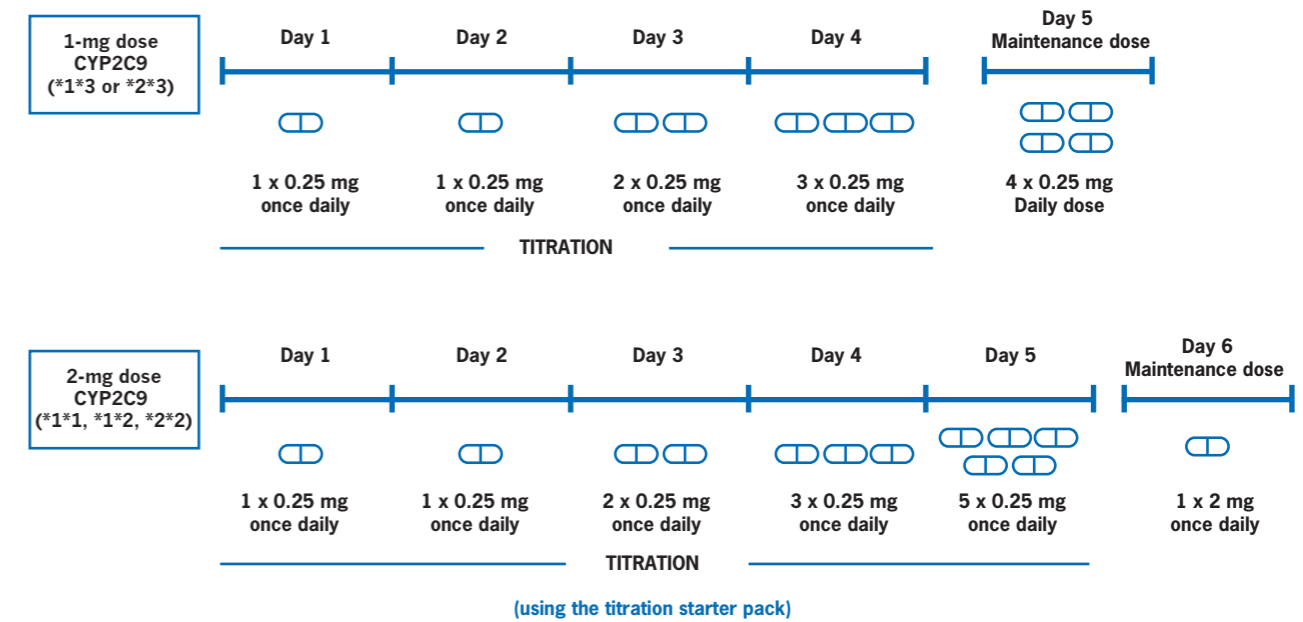 1-mg dose
CYP2C9
(*1*3 or *2*3)
Day 1
Day 2
Day 3
Day 4
Day 5
Maintenance dose
1 x 0.25 mg
once daily
1 x 0.25 mg
once daily
2 x 0.25 mg
once daily
3 x 0.25 mg
once daily
4 x 0.25 mg
Daily dose
TITRATION
2-mg dose
CYP2C9
(*1*1, *1*2, *2*2)
Day 1
Day 2
Day 3
Day 4
Day 5
Day 6
Maintenance dose
1 x 0.25 mg
once daily
1 x 0.25 mg
once daily
2 x 0.25 mg
once daily
3 x 0.25 mg
once daily
5 x 0.25 mg
once daily
1 x 2 mg
once daily
TITRATION
(using the titration starter pack)